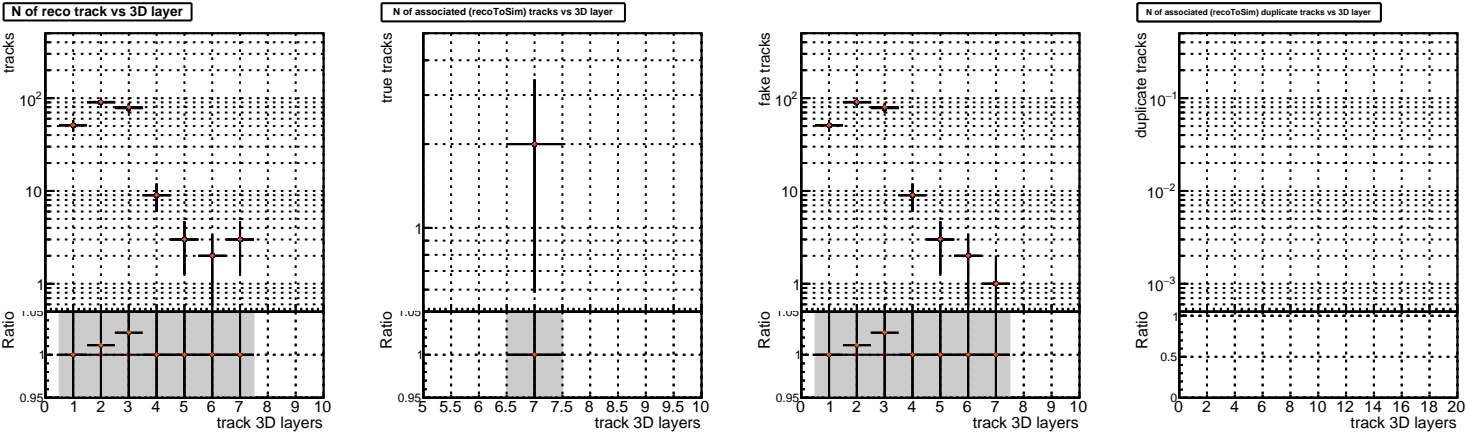 N of reco track vs 3D layer
tracks
10²
10
1
Ratio
1.05
1
0.95
0 1 2 3 4 5 6 7 8 9 10
track 3D layers
N of associated (recoToSim) tracks vs 3D layer
true tracks
1
Ratio
1.05
1
0.95
5 5.5 6 6.5 7 7.5 8 8.5 9 9.5 10
track 3D layers
fake tracks
10²
10
1
Ratio
1.05
1
0.95
0 1 2 3 4 5 6 7 8 9 10
track 3D layers
N of associated (recoToSim) duplicate tracks vs 3D layer
duplicate tracks
10⁻¹
10⁻²
10⁻³
Ratio
1
0.5
0
0 2 4 6 8 10 12 14 16 18 20
track 3D layers